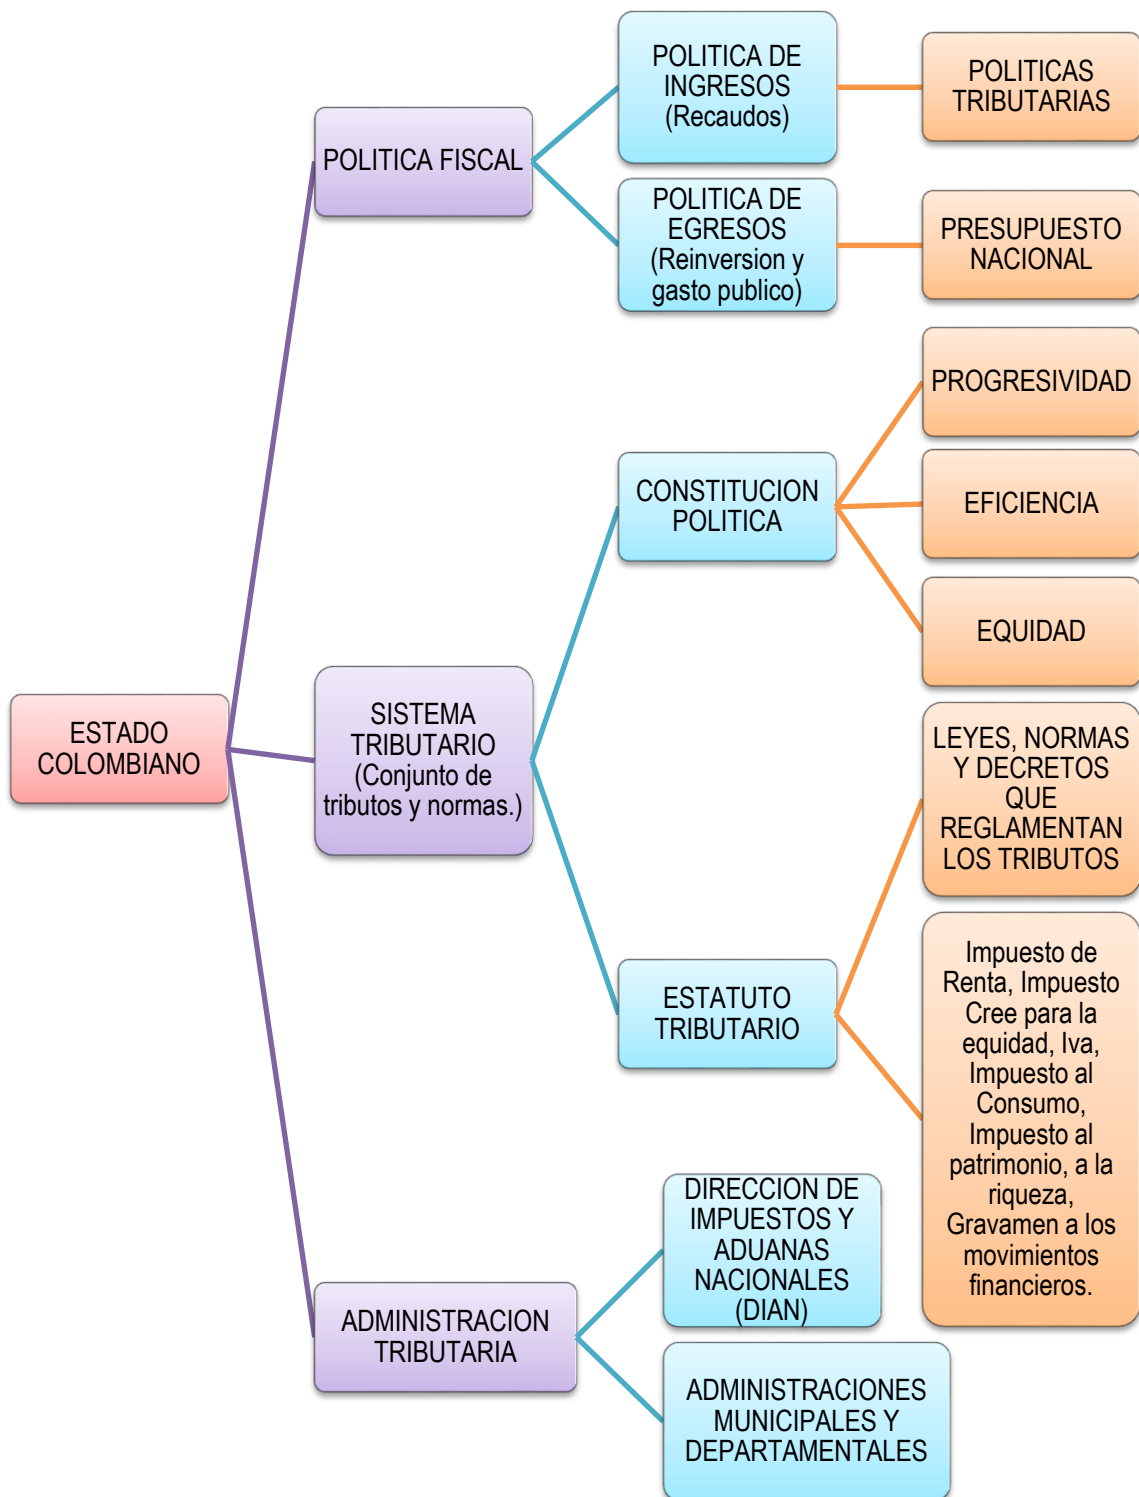 POLITICA DE
INGRESOS
(Recaudos)
POLITICAS
TRIBUTARIAS
POLITICA FISCAL
POLITICA DE
EGRESOS
(Reinversion y
gasto publico)
PRESUPUESTO
NACIONAL
PROGRESIVIDAD
CONSTITUCION
POLITICA
EFICIENCIA
EQUIDAD
ESTADO
COLOMBIANO
SISTEMA
TRIBUTARIO
(Conjunto de
tributos y normas.)
LEYES, NORMAS
Y DECRETOS
QUE
REGLAMENTAN
LOS TRIBUTOS
ESTATUTO
TRIBUTARIO
Impuesto de
Renta, Impuesto
Cree para la
equidad, Iva,
Impuesto al
Consumo,
Impuesto al
patrimonio, a la
riqueza,
Gravamen a los
movimientos
financieros.
ADMINISTRACION
TRIBUTARIA
DIRECCION DE
IMPUESTOS Y
ADUANAS
NACIONALES
(DIAN)
ADMINISTRACIONES
MUNICIPALES Y
DEPARTAMENTALES